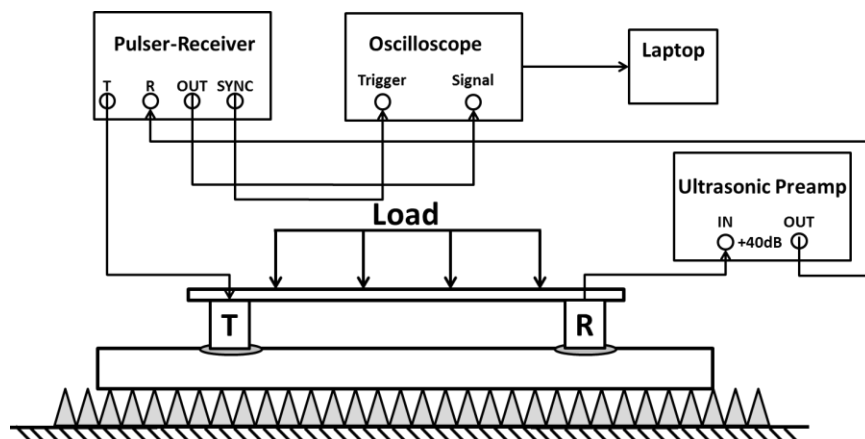 Pulser-Receiver
T R OUT SYNC
Oscilloscope
Trigger Signal
Laptop
Ultrasonic Preamp
IN +40dB OUT
Load
T R